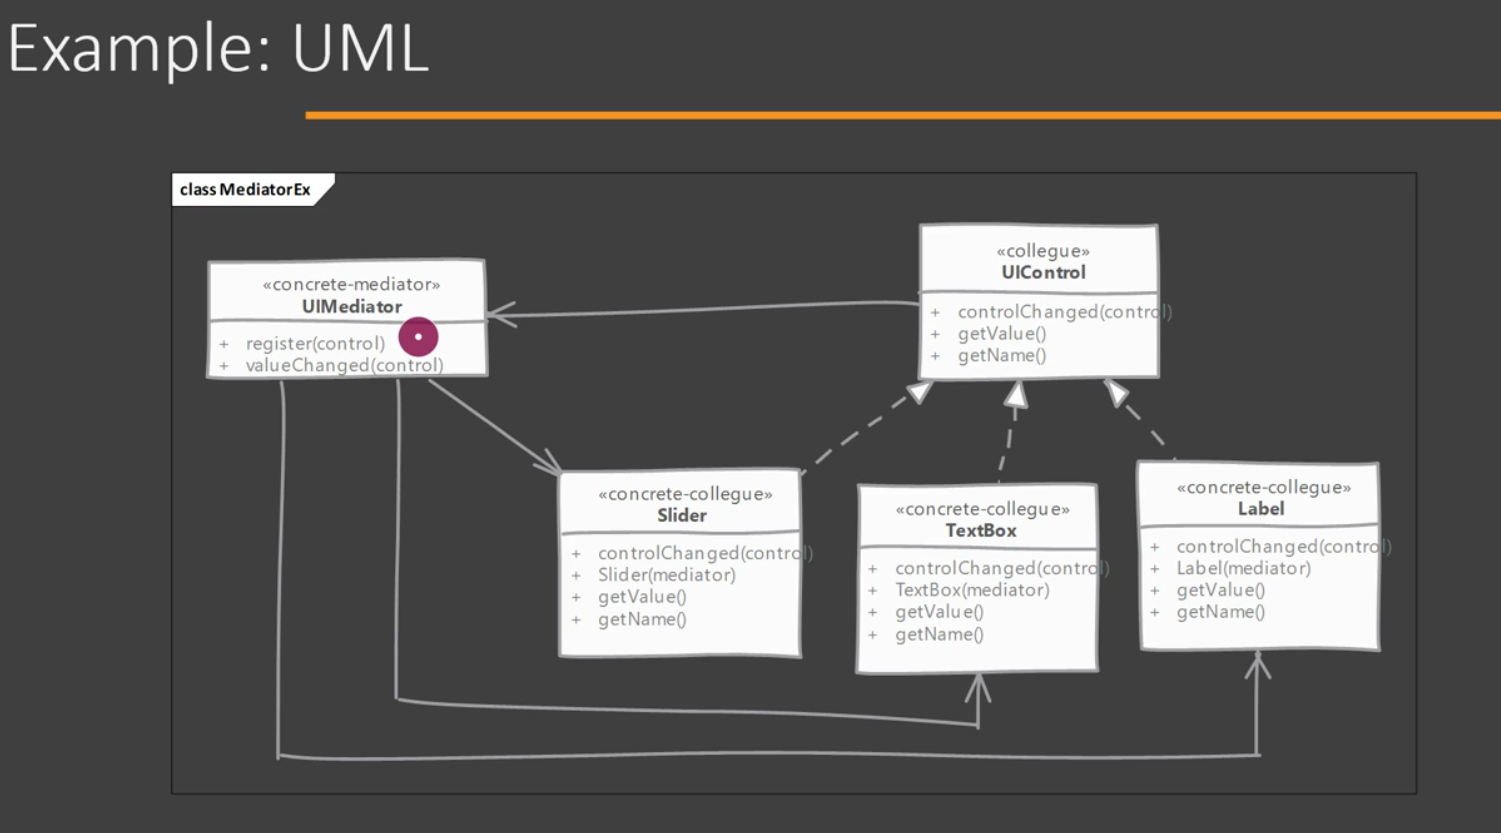 Example: UML
class MediatorEx
«concrete-mediator»
UIMediator
+ register(control)
+ valueChanged(control)
«collegue»
UIControl
+ controlChanged(control)
+ getValue()
+ getName()
«concrete-collegue»
Slider
+ controlChanged(control)
+ Slider(mediator)
+ getValue()
+ getName()
«concrete-collegue»
TextBox
+ controlChanged(control)
+ TextBox(mediator)
+ getValue()
+ getName()
«concrete-collegue»
Label
+ controlChanged(control)
+ Label(mediator)
+ getValue()
+ getName()